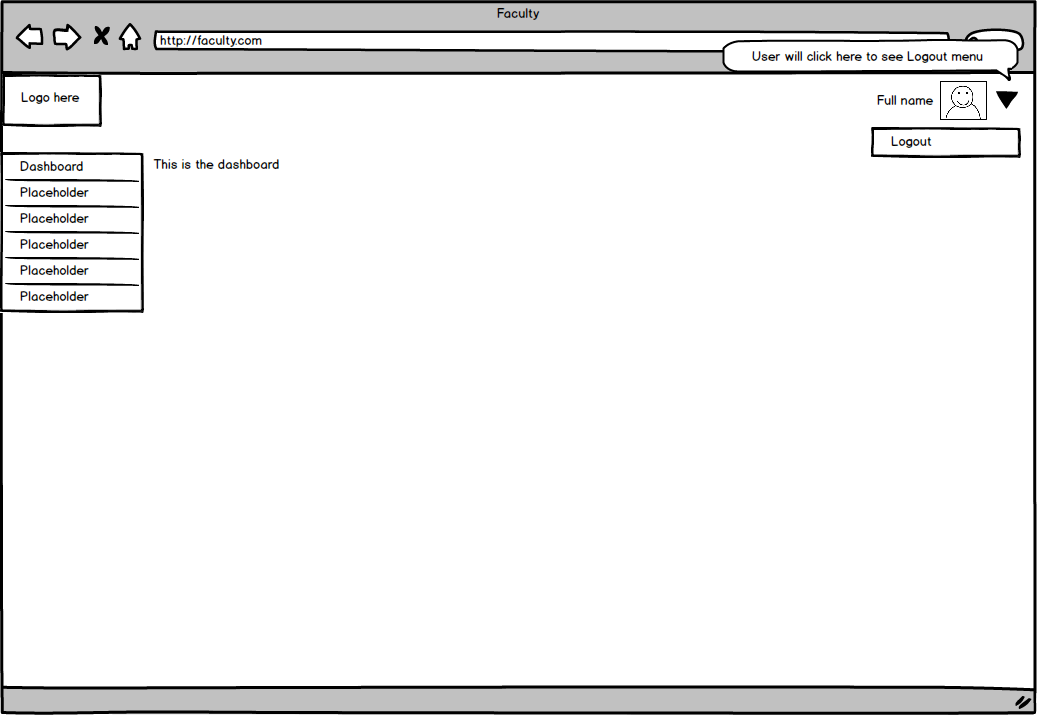 Faculty
http://faculty.com
User will click here to see Logout menu
Logo here
Full name
Logout
Dashboard
This is the dashboard
Placeholder
Placeholder
Placeholder
Placeholder
Placeholder